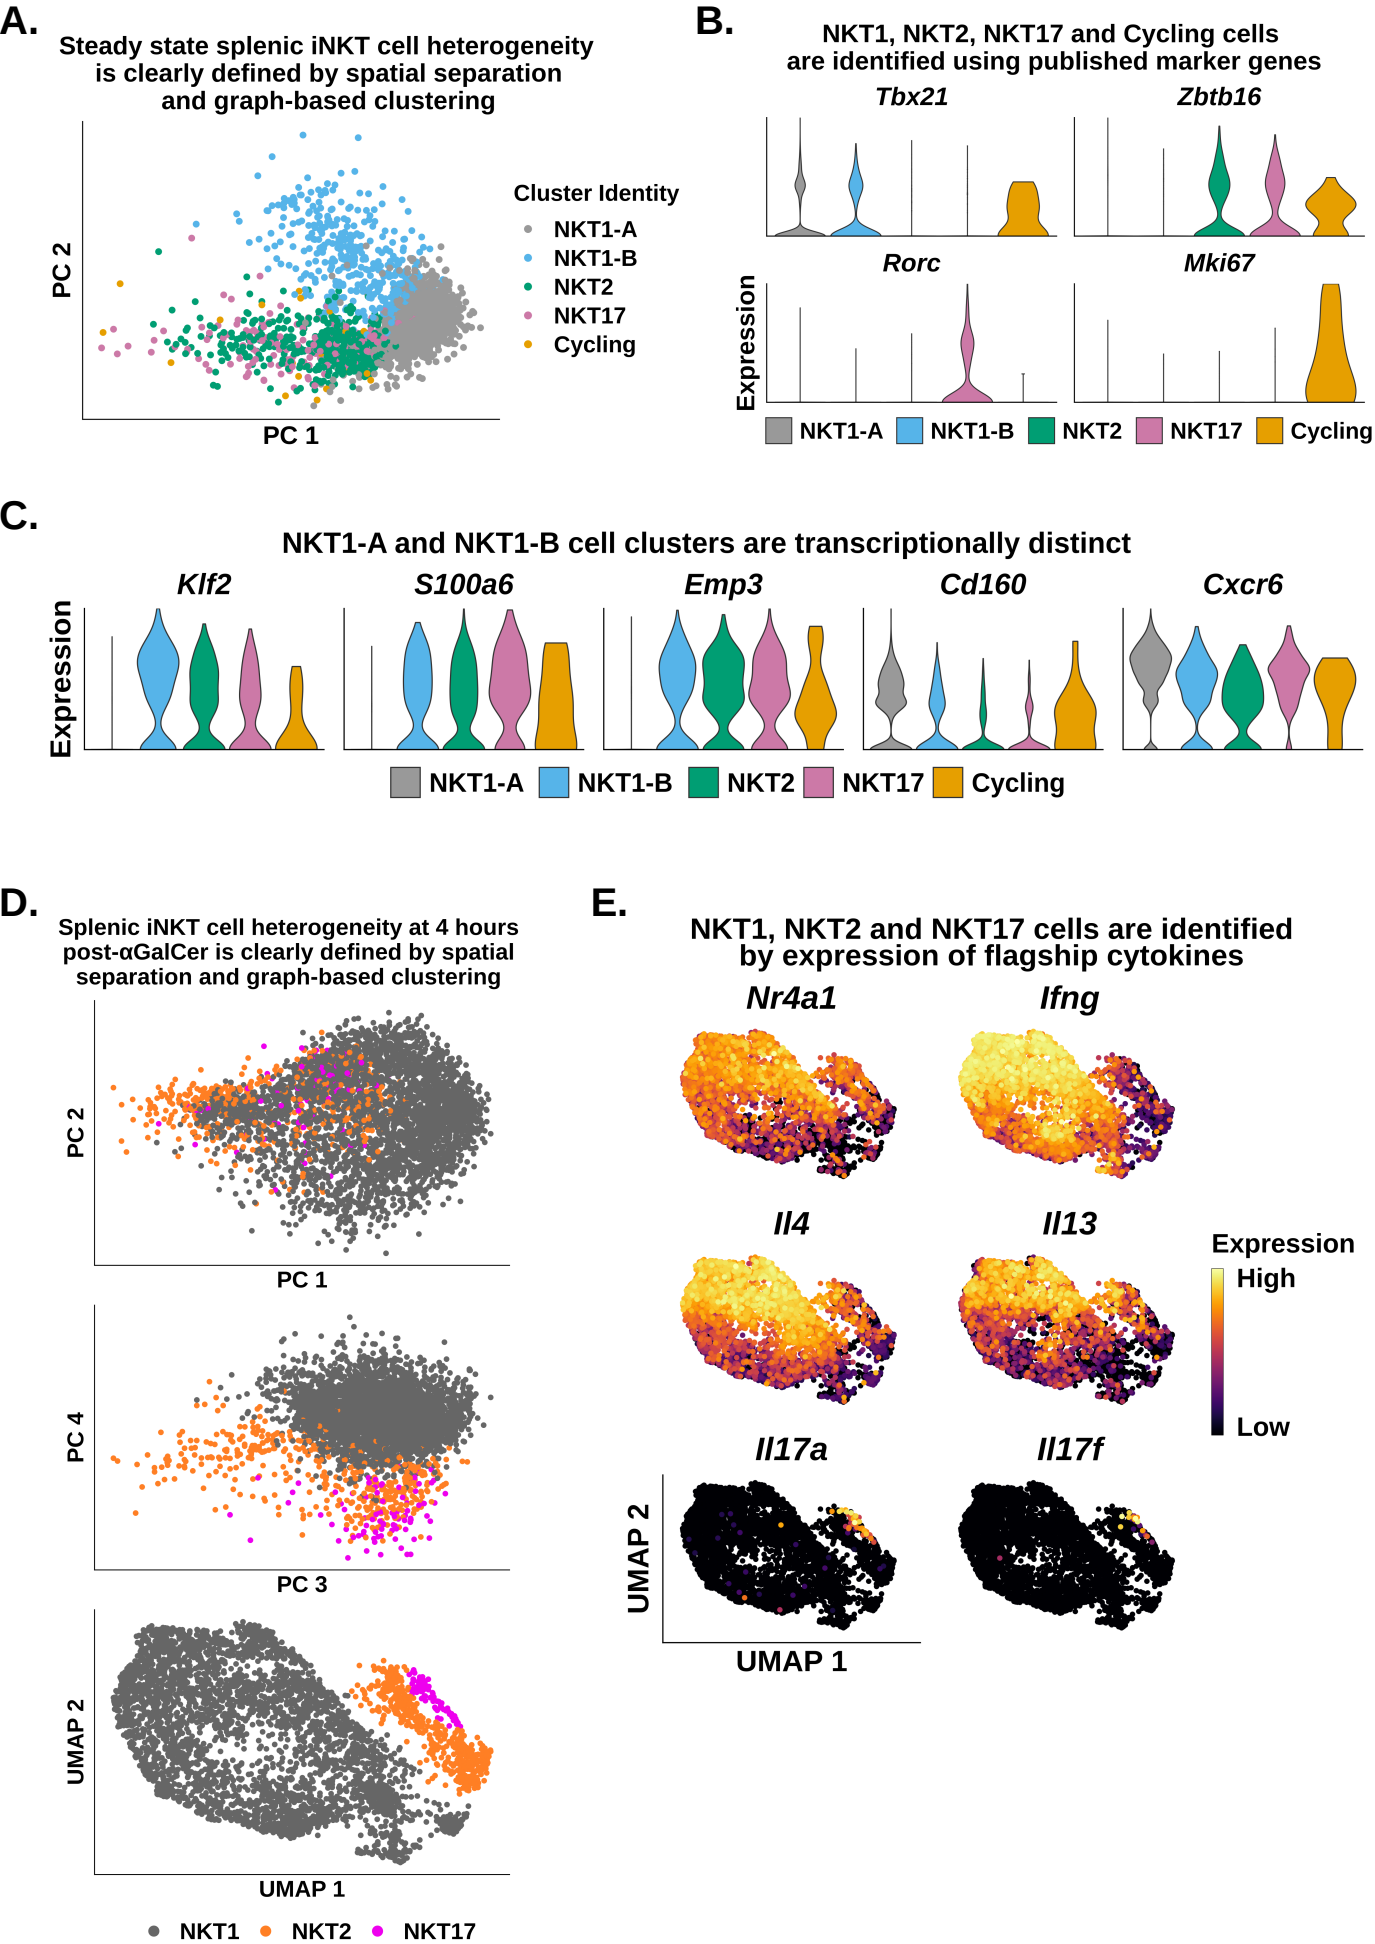 A.
Steady state splenic iNKT cell heterogeneity
is clearly defined by spatial separation
and graph-based clustering
PC 2
PC 1
Cluster Identity
NKT1-A
NKT1-B
NKT2
NKT17
Cycling
B.
NKT1, NKT2, NKT17 and Cycling cells
are identified using published marker genes
Tbx21
Zbtb16
Rorc
Mki67
Expression
NKT1-A
NKT1-B
NKT2
NKT17
Cycling
C.
NKT1-A and NKT1-B cell clusters are transcriptionally distinct
Klf2
S100a6
Emp3
Cd160
Cxcr6
Expression
NKT1-A
NKT1-B
NKT2
NKT17
Cycling
D.
Splenic iNKT cell heterogeneity at 4 hours
post-αGalCer is clearly defined by spatial
separation and graph-based clustering
PC 2
PC 1
PC 4
PC 3
UMAP 2
UMAP 1
NKT1
NKT2
NKT17
E.
NKT1, NKT2 and NKT17 cells are identified
by expression of flagship cytokines
Nr4a1
Ifng
Il4
Il13
Expression
High
Low
Il17a
Il17f
UMAP 2
UMAP 1